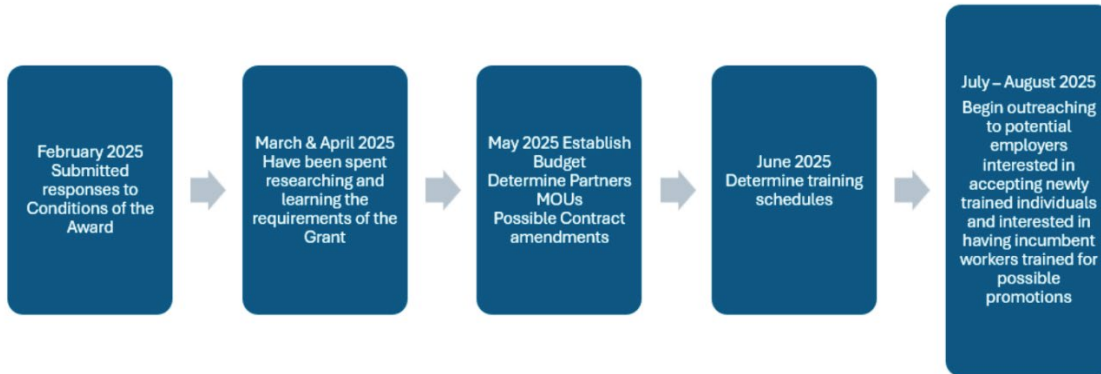 February 2025
Submitted
responses to
Conditions of the
Award
March & April 2025
Have been spent
researching and
learning the
requirements of the
Grant
May 2025 Establish
Budget
Determine Partners
MOUs
Possible Contract
amendments
June 2025
Determine training
schedules
July – August 2025
Begin outreaching
to potential
employers
interested in
accepting newly
trained individuals
and interested in
having incumbent
workers trained for
possible
promotions